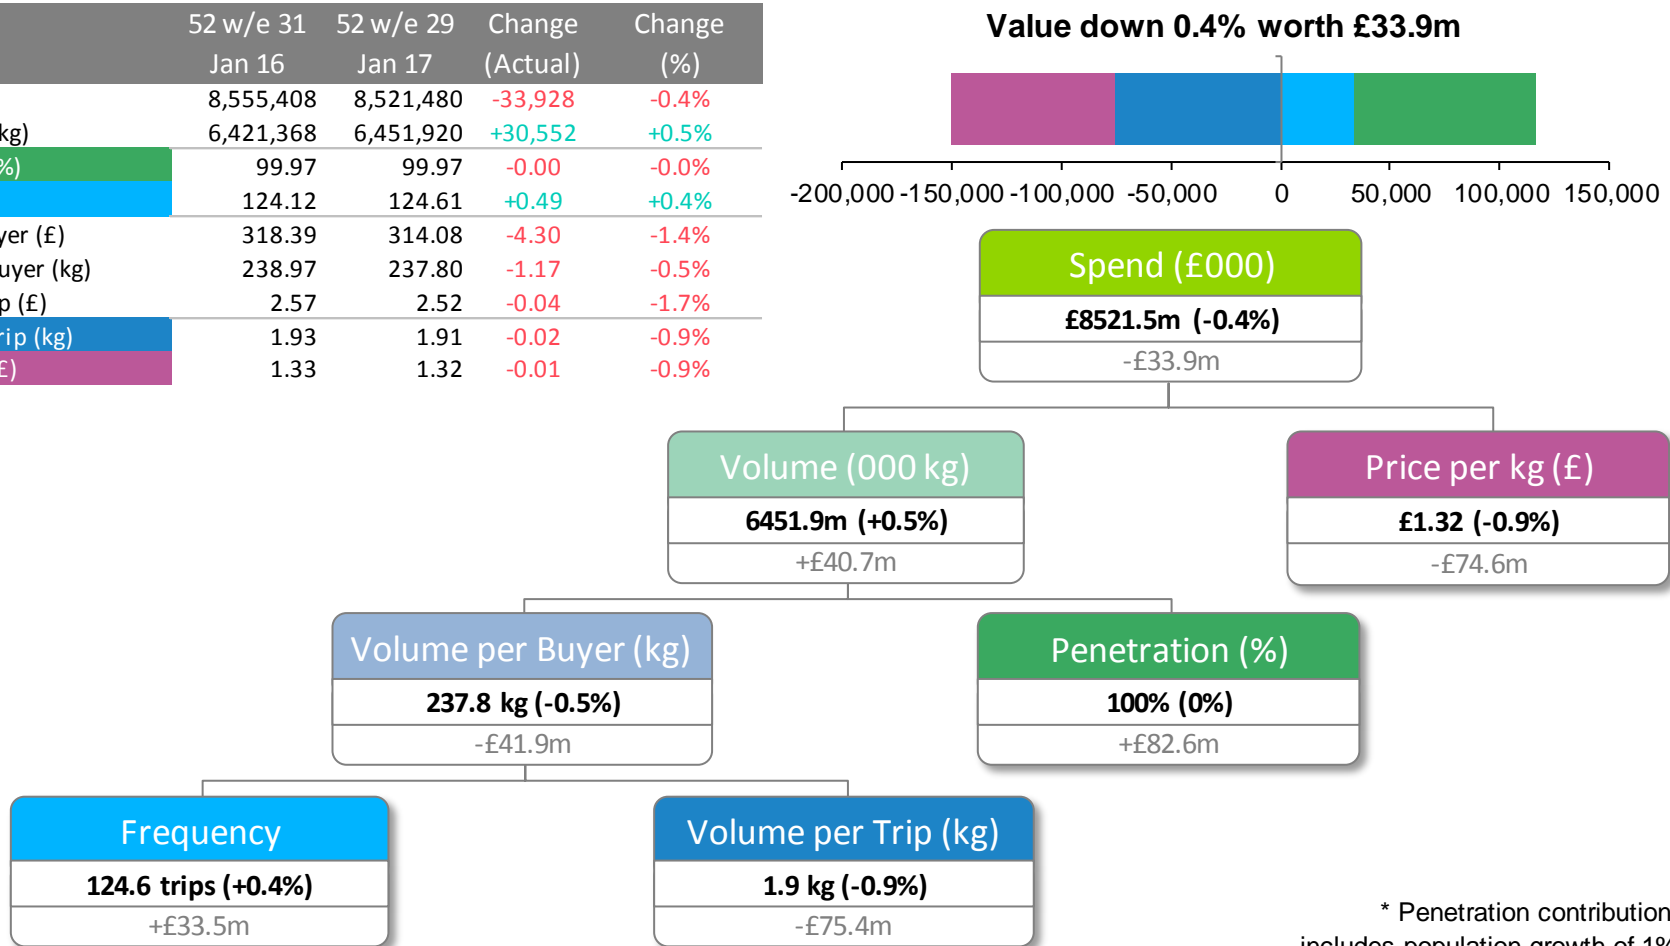 52 w/e 31 52 w/e 29 Change Change
Jan 16 Jan 17 (Actual) (%)
8,555,408 8,521,480 -33,928 -0.4%
kg) 6,421,368 6,451,920 +30,552 +0.5%
%) 99.97 99.97 -0.00 -0.0%
124.12 124.61 +0.49 +0.4%
yer (£) 318.39 314.08 -4.30 -1.4%
uyer (kg) 238.97 237.80 -1.17 -0.5%
p (£) 2.57 2.52 -0.04 -1.7%
rip (kg) 1.93 1.91 -0.02 -0.9%
£) 1.33 1.32 -0.01 -0.9%
Value down 0.4% worth £33.9m
-200,000 -150,000 -100,000 -50,000 0 50,000 100,000 150,000
Spend (£000)
£8521.5m (-0.4%)
-£33.9m
Volume (000 kg)
6451.9m (+0.5%)
+£40.7m
Price per kg (£)
£1.32 (-0.9%)
-£74.6m
Volume per Buyer (kg)
237.8 kg (-0.5%)
-£41.9m
Penetration (%)
100% (0%)
+£82.6m
Frequency
124.6 trips (+0.4%)
+£33.5m
Volume per Trip (kg)
1.9 kg (-0.9%)
-£75.4m
* Penetration contribution
includes population growth of 1%